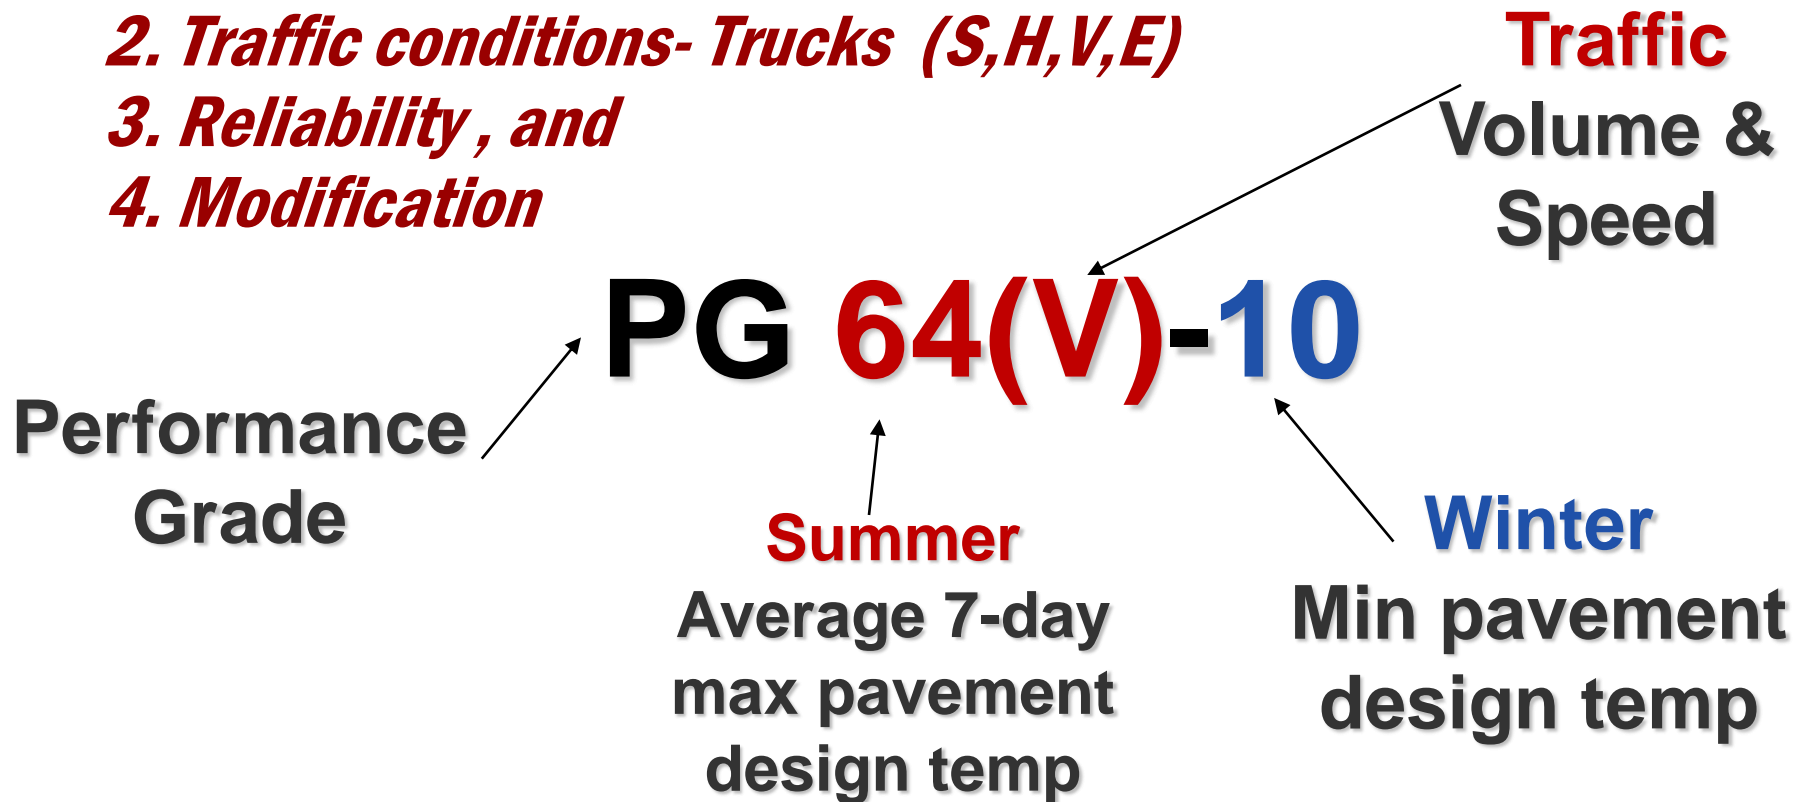 2. Traffic conditions- Trucks (S,H,V,E)
3. Reliability , and
4. Modification
Traffic
Volume &
Speed
PG 64(V)-10
Performance
Grade
Summer
Average 7-day
max pavement
design temp
Winter
Min pavement
design temp